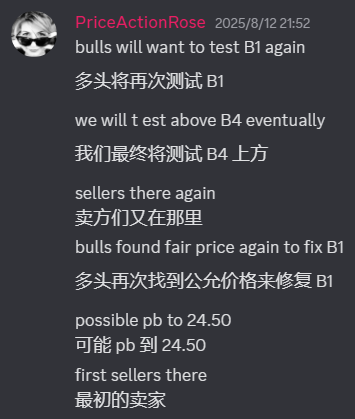 PriceActionRose 2025/8/12 21:52
bulls will want to test B1 again
多头将再次测试 B1
we will t est above B4 eventually
我们最终将测试 B4 上方
sellers there again
卖方们又在那里
bulls found fair price again to fix B1
多头再次找到公允价格来修复 B1
possible pb to 24.50
可能 pb 到 24.50
first sellers there
最初的卖家